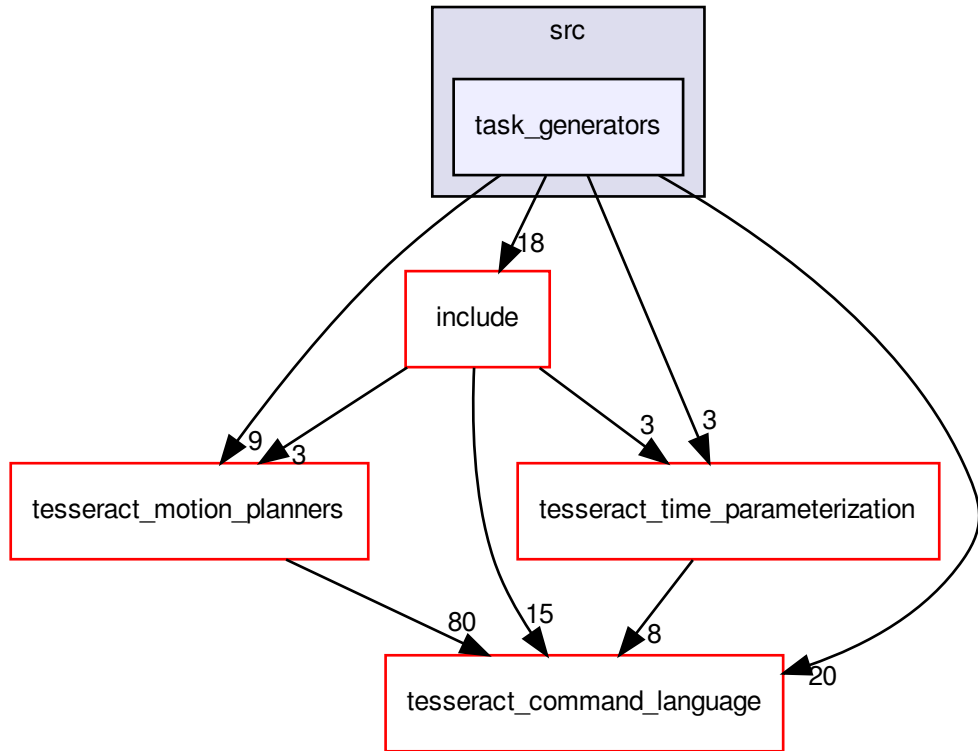 src
task_generators
18
include
9
3
3
3
tesseract_motion_planners
tesseract_time_parameterization
80
15
8
20
tesseract_command_language